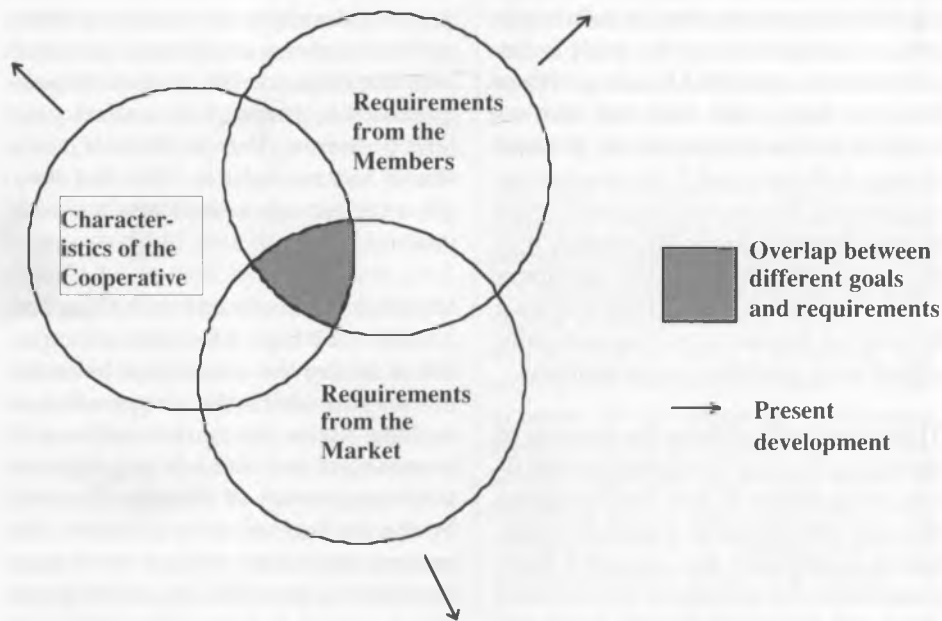 Requirements
from the
Members
Character-
istics of the
Cooperative
Requirements
from the
Market
Overlap between
different goals
and requirements
Present
development